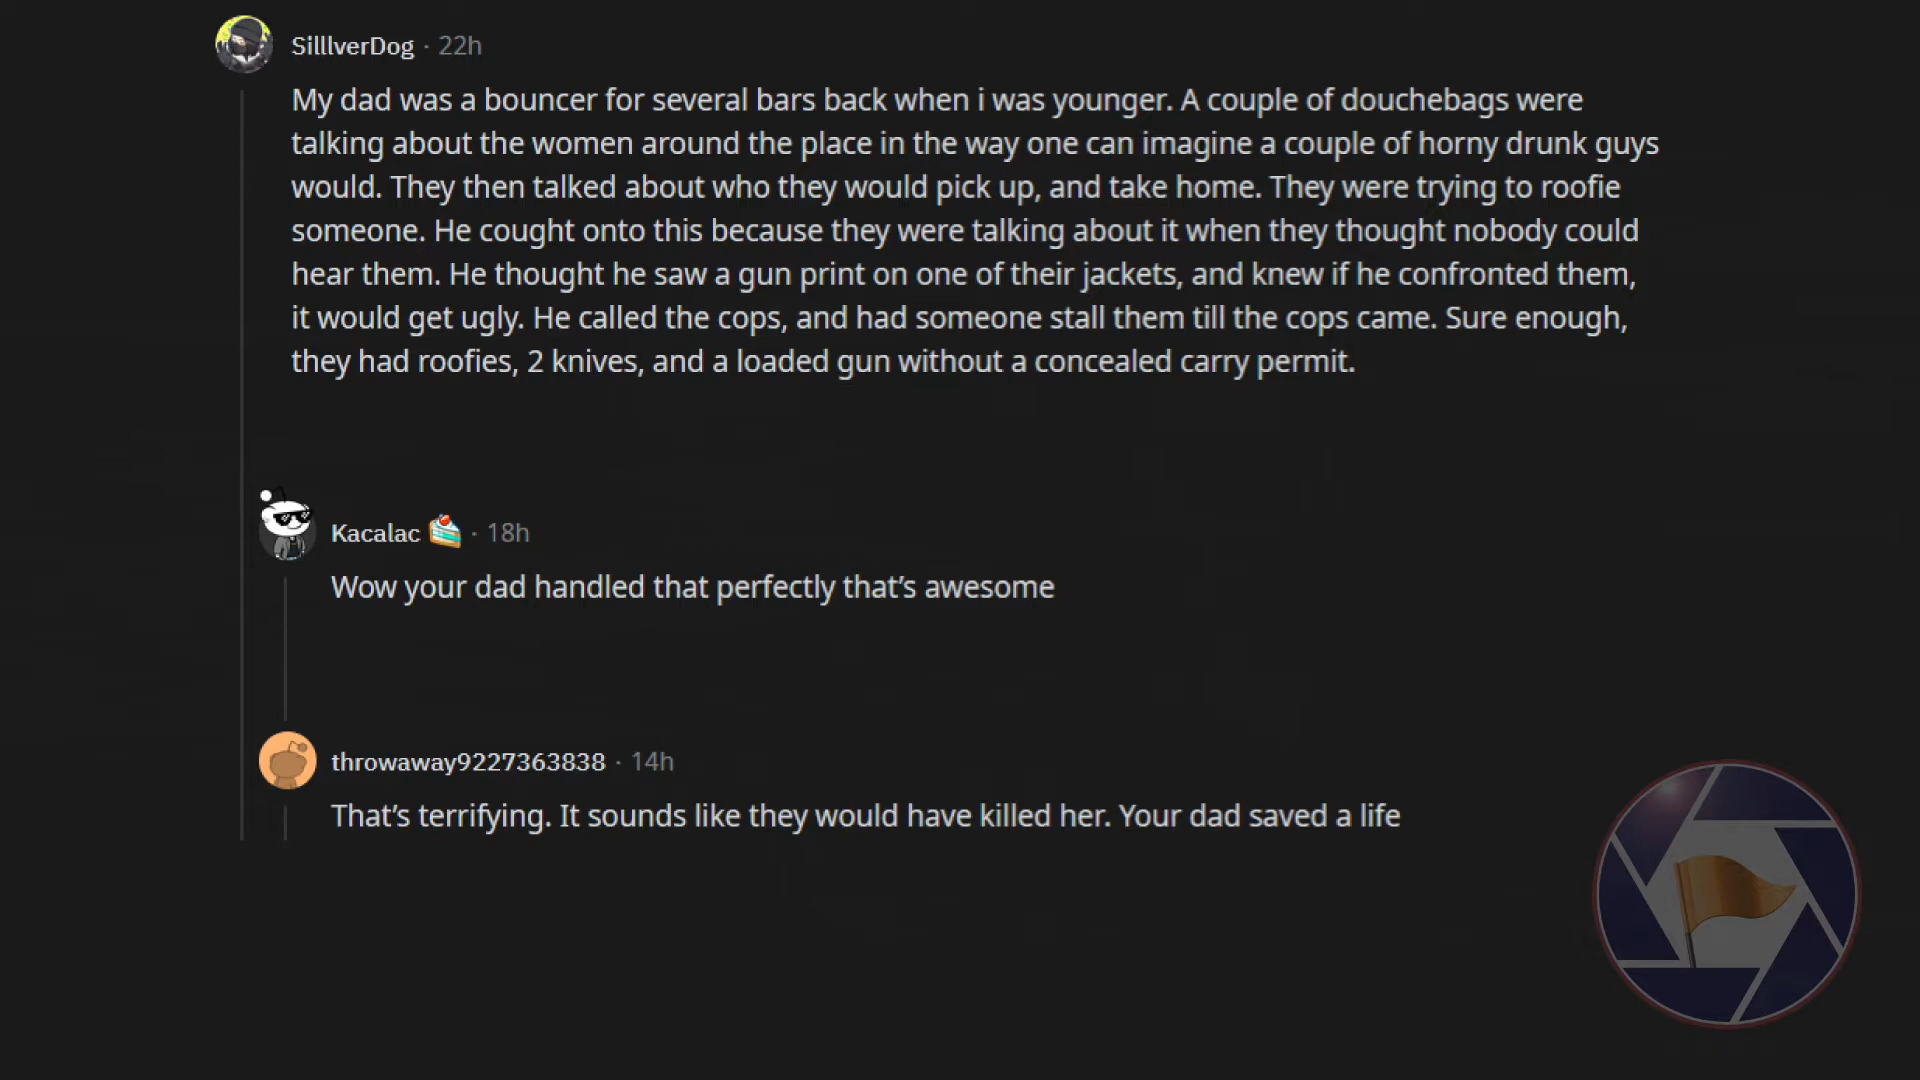 SilllverDog · 22h
My dad was a bouncer for several bars back when i was younger. A couple of douchebags were
talking about the women around the place in the way one can imagine a couple of horny drunk guys
would. They then talked about who they would pick up, and take home. They were trying to roofie
someone. He cought onto this because they were talking about it when they thought nobody could
hear them. He thought he saw a gun print on one of their jackets, and knew if he confronted them,
it would get ugly. He called the cops, and had someone stall them till the cops came. Sure enough,
they had roofies, 2 knives, and a loaded gun without a concealed carry permit.
Kacalac · 18h
Wow your dad handled that perfectly that’s awesome
throwaway9227363838 · 14h
That’s terrifying. It sounds like they would have killed her. Your dad saved a life